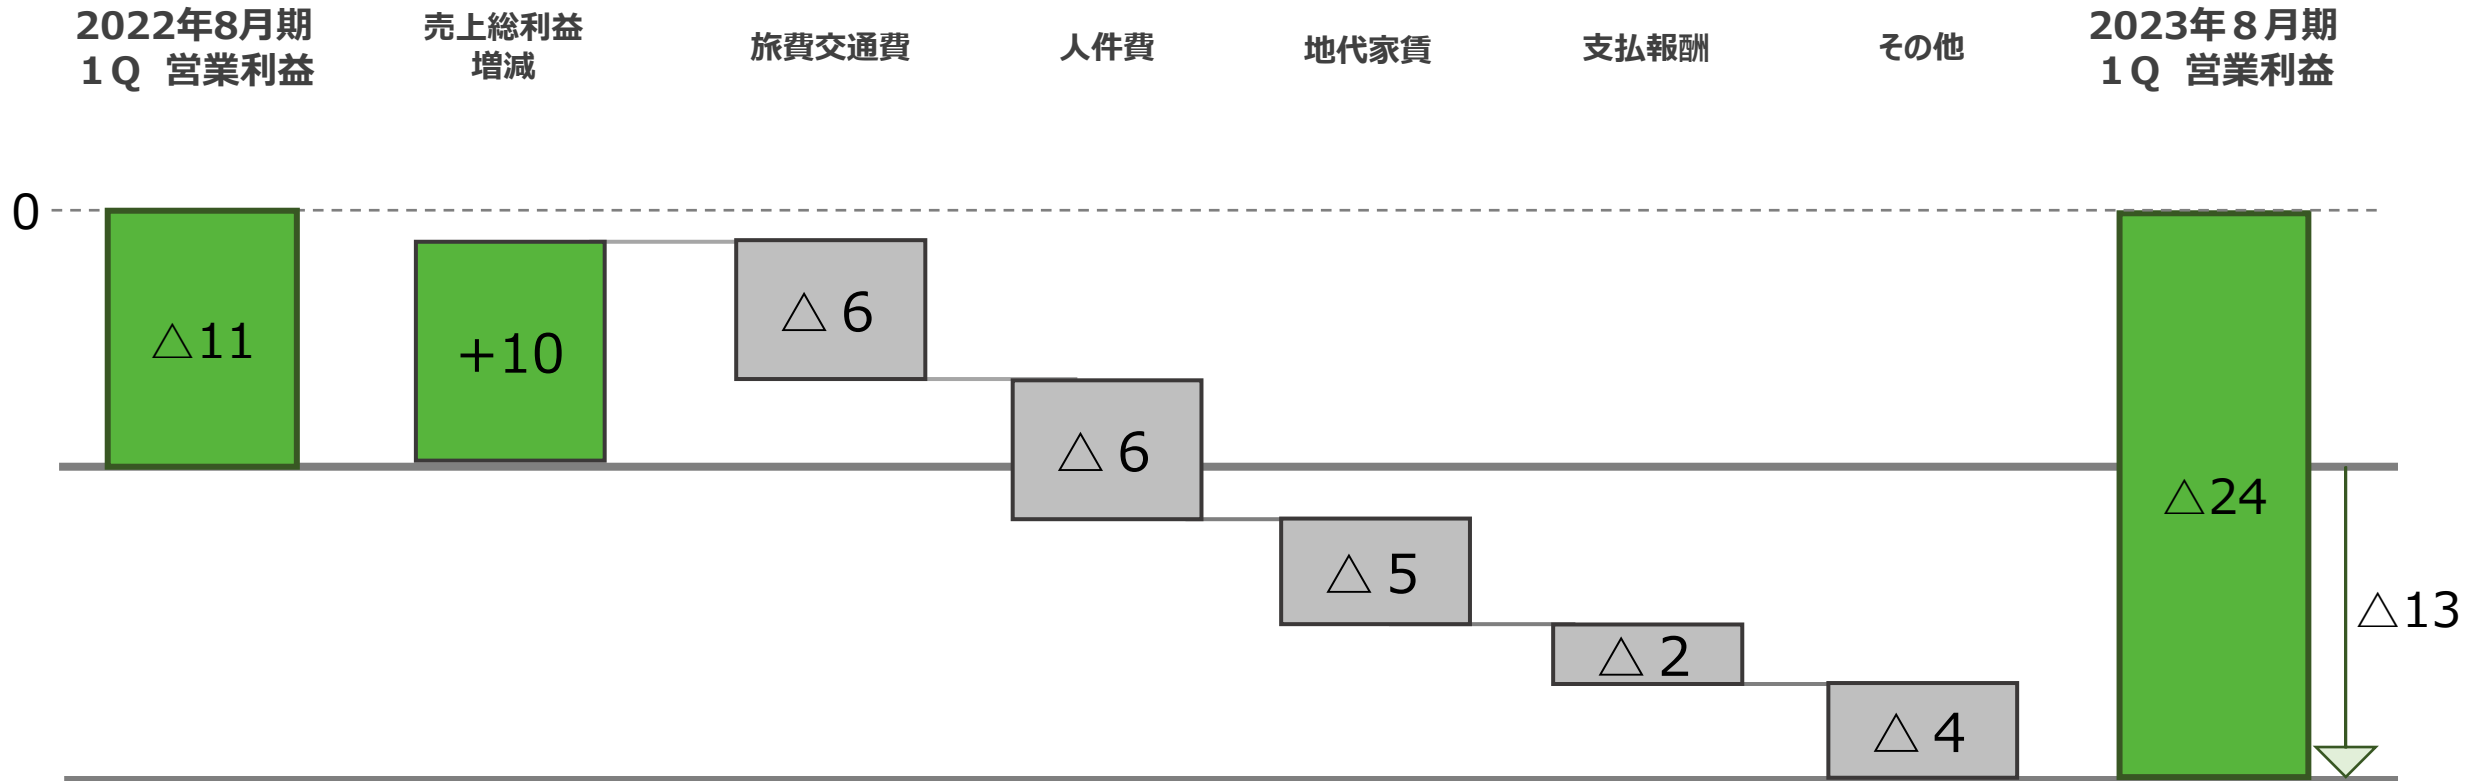 2022年8月期
１Q 営業利益
売上総利益
増減
旅費交通費
人件費
地代家賃
支払報酬
その他
2023年８月期
１Q 営業利益
0
△11
+10
△ 6
△ 6
△ 5
△ 2
△ 4
△24
△13